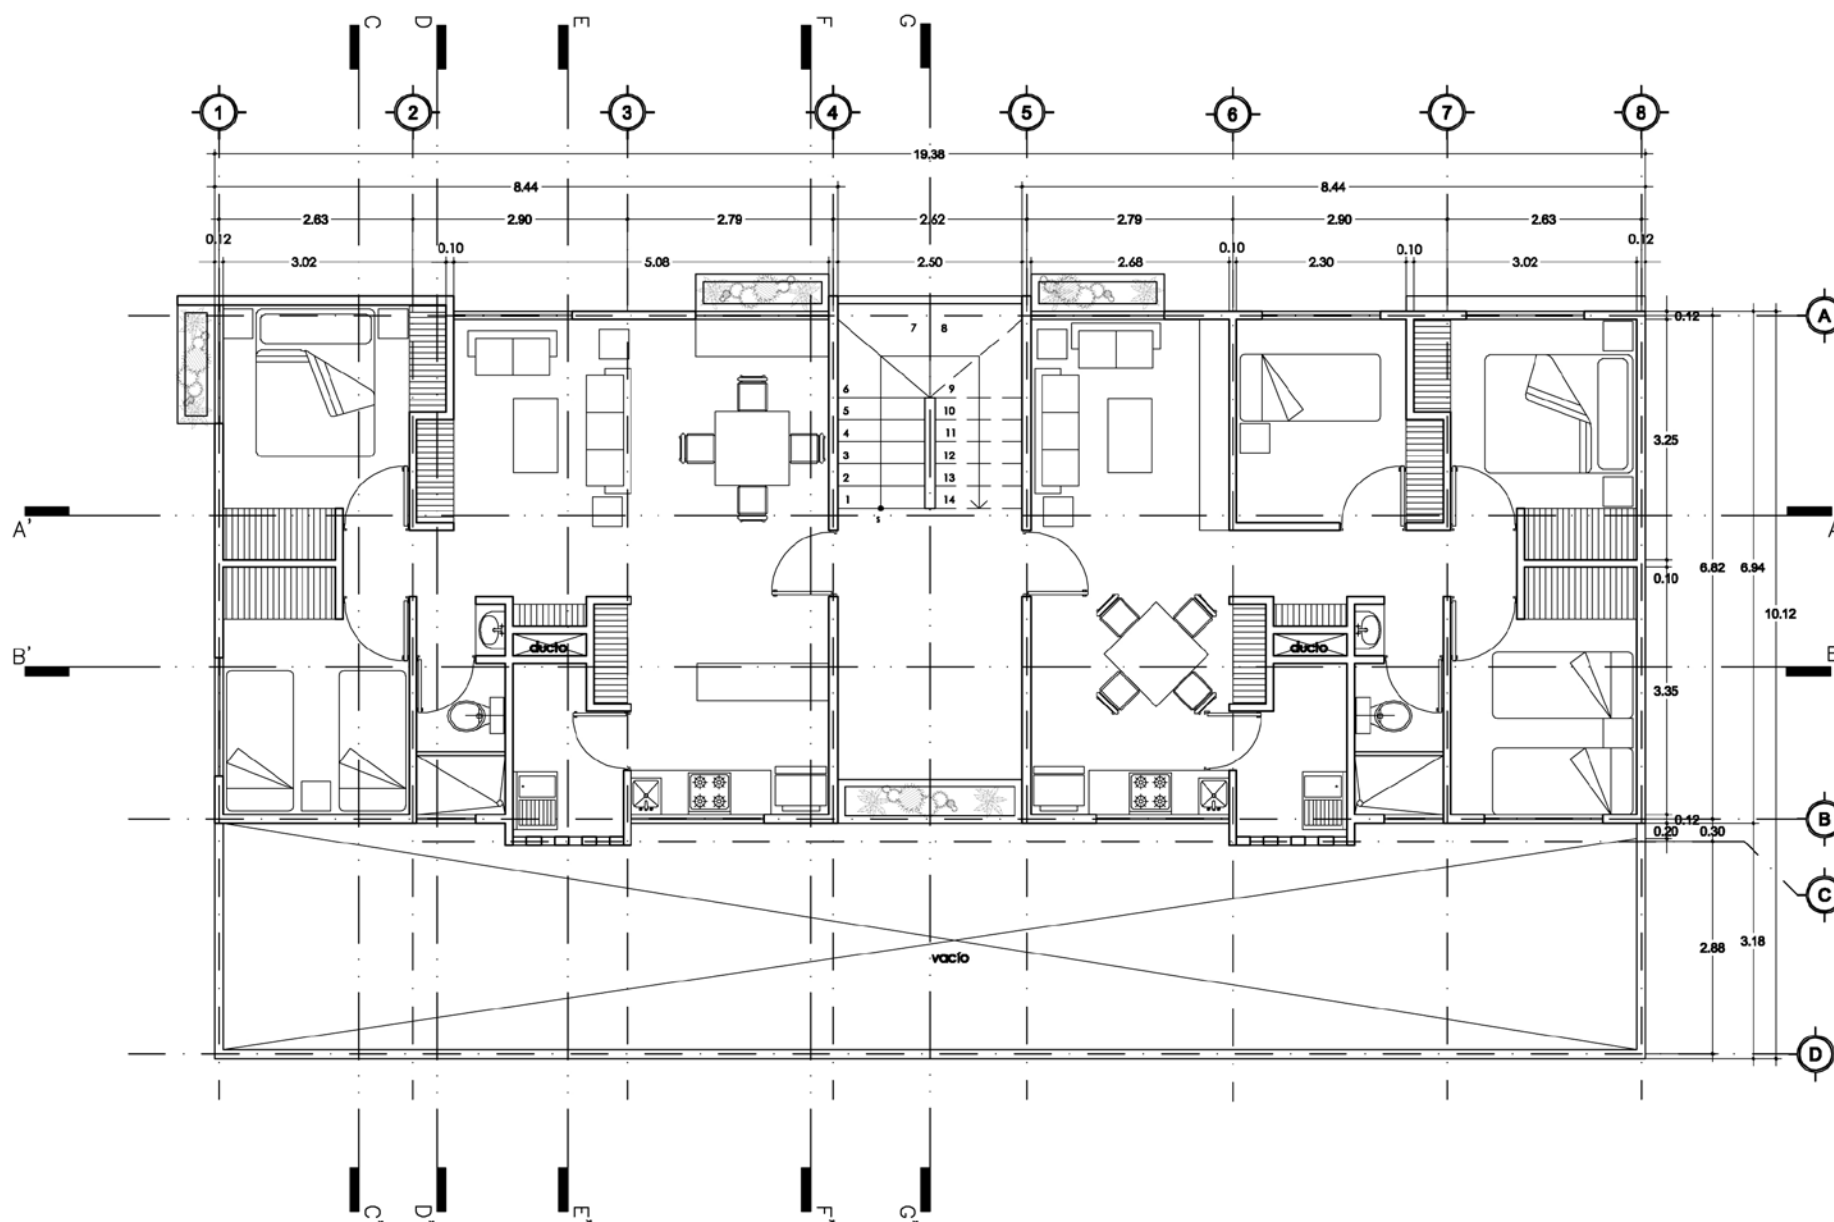 C D E F G
1 2 3 4 5 6 7 8
19.38
8.44 8.44
2.63 2.90 2.79 2.62 2.79 2.90 2.63
0.12 0.10 0.10 0.10 0.12
3.02 5.08 2.50 2.68 2.30 3.02
A
0.12
7 8
6 9
5 10
4 11
3 12
2 13
1 14
s
3.25
A' A
6.82 6.94
0.10
10.12
ducto ducto
B' B
3.35
0.12
B
0.20 0.30
C
2.88 3.18
vacío
D
C' D' E' F' G'